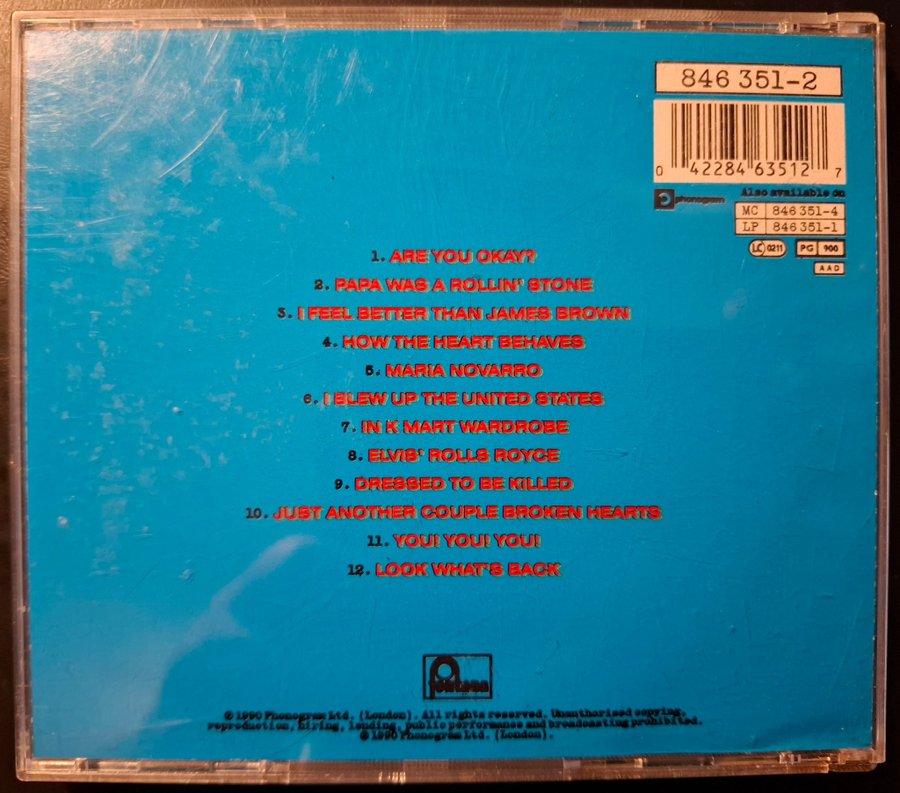 846 351-2
0 42284 63512 7
phonogram
Also available on
MC 846 351-4
LP 846 351-1
LC 0211 PG 900
AAD
1. ARE YOU OKAY?
2. PAPA WAS A ROLLIN' STONE
3. I FEEL BETTER THAN JAMES BROWN
4. HOW THE HEART BEHAVES
5. MARIA NOVARRO
6. I BLEW UP THE UNITED STATES
7. IN K MART WARDROBE
8. ELVIS' ROLLS ROYCE
9. DRESSED TO BE KILLED
10. JUST ANOTHER COUPLE BROKEN HEARTS
11. YOU! YOU! YOU!
12. LOOK WHAT'S BACK
fontana
℗ 1990 Phonogram Ltd. (London). All rights reserved. Unauthorised copying,
reproduction, hiring, lending, public performance and broadcasting prohibited.
© 1990 Phonogram Ltd. (London).